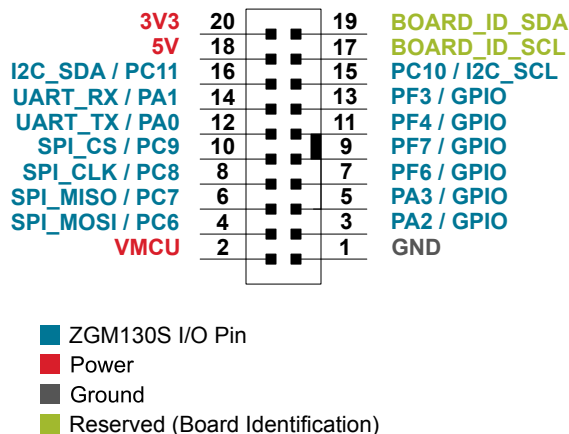 3V3 20 19 BOARD_ID_SDA
5V 18 17 BOARD_ID_SCL
I2C_SDA / PC11 16 15 PC10 / I2C_SCL
UART_RX / PA1 14 13 PF3 / GPIO
UART_TX / PA0 12 11 PF4 / GPIO
SPI_CS / PC9 10 9 PF7 / GPIO
SPI_CLK / PC8 8 7 PF6 / GPIO
SPI_MISO / PC7 6 5 PA3 / GPIO
SPI_MOSI / PC6 4 3 PA2 / GPIO
VMCU 2 1 GND
ZGM130S I/O Pin
Power
Ground
Reserved (Board Identification)